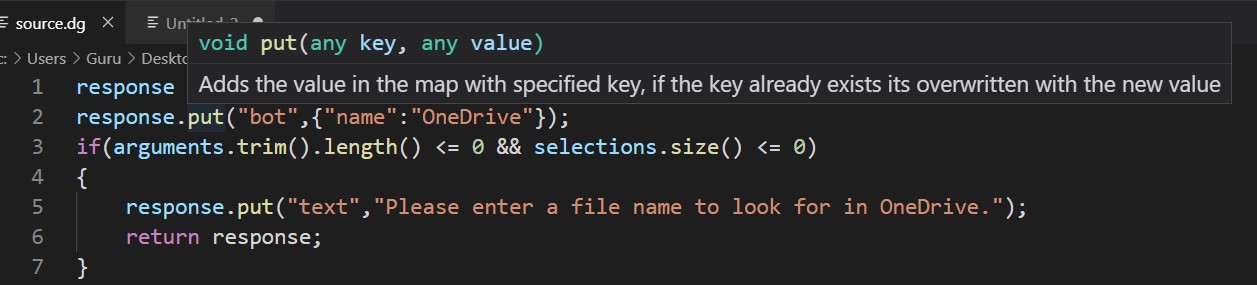 source.dg × Untitled-2
void put(any key, any value)
c: > Users > Guru > Deskto
Adds the value in the map with specified key, if the key already exists its overwritten with the new value
1 response
2 response.put("bot",{"name":"OneDrive"});
3 if(arguments.trim().length() <= 0 && selections.size() <= 0)
4 {
5 response.put("text","Please enter a file name to look for in OneDrive.");
6 return response;
7 }